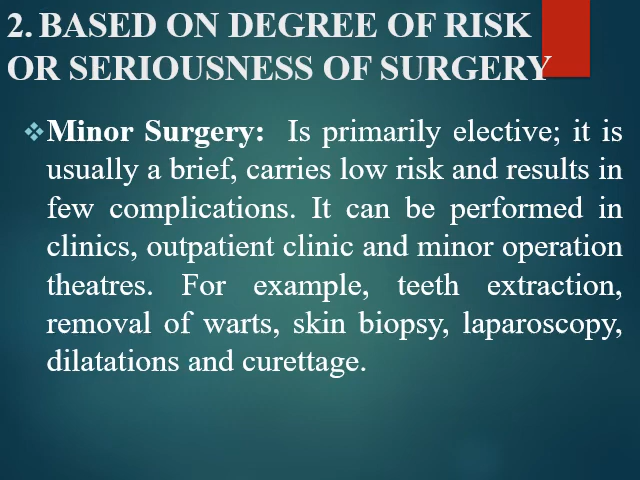 2. BASED ON DEGREE OF RISK
OR SERIOUSNESS OF SURGERY
❖Minor Surgery: Is primarily elective; it is
usually a brief, carries low risk and results in
few complications. It can be performed in
clinics, outpatient clinic and minor operation
theatres. For example, teeth extraction,
removal of warts, skin biopsy, laparoscopy,
dilatations and curettage.